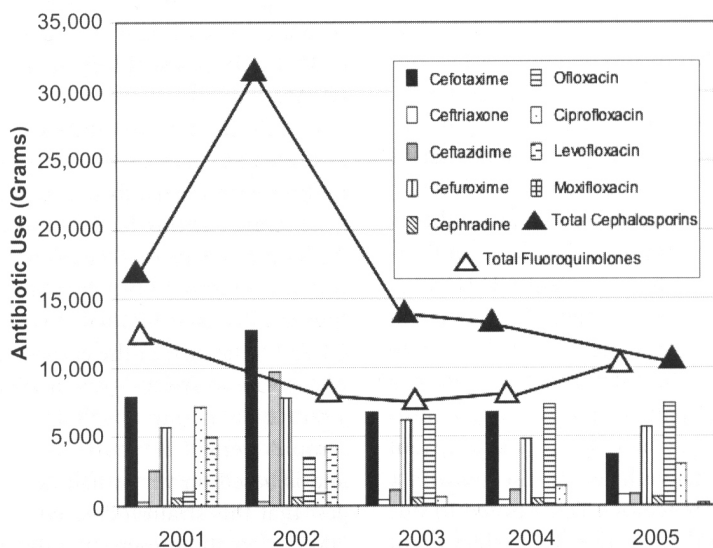 35,000
30,000
25,000
20,000
15,000
10,000
5,000
0
Antibiotic Use (Grams)
Cefotaxime
Ceftriaxone
Ceftazidime
Cefuroxime
Cephradine
Ofloxacin
Ciprofloxacin
Levofloxacin
Moxifloxacin
Total Cephalosporins
Total Fluoroquinolones
2001 2002 2003 2004 2005